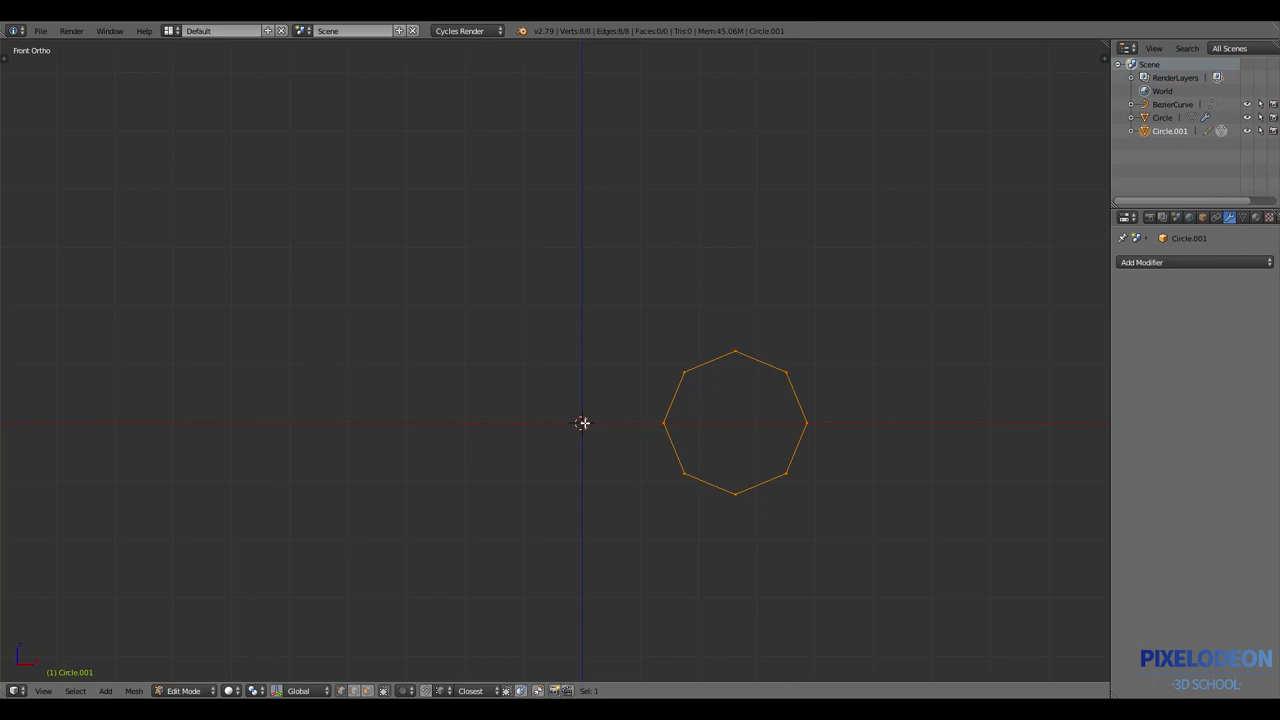 File Render Window Help Default Scene Cycles Render v2.79 | Verts:8/8 | Edges:8/8 | Faces:0/0 | Tris:0 | Mem:45.06M | Circle.001
Front Ortho
View Search All Scenes
Scene
RenderLayers
World
BezierCurve
Circle
Circle.001
Circle.001
Add Modifier
PIXELODEON
3D SCHOOL
(1) Circle.001
View Select Add Mesh Edit Mode Global Closest Sel: 1